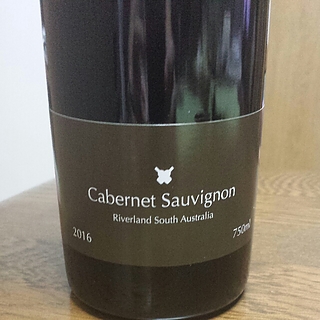 Cabernet Sauvignon
Riverland South Australia
2016 750ml